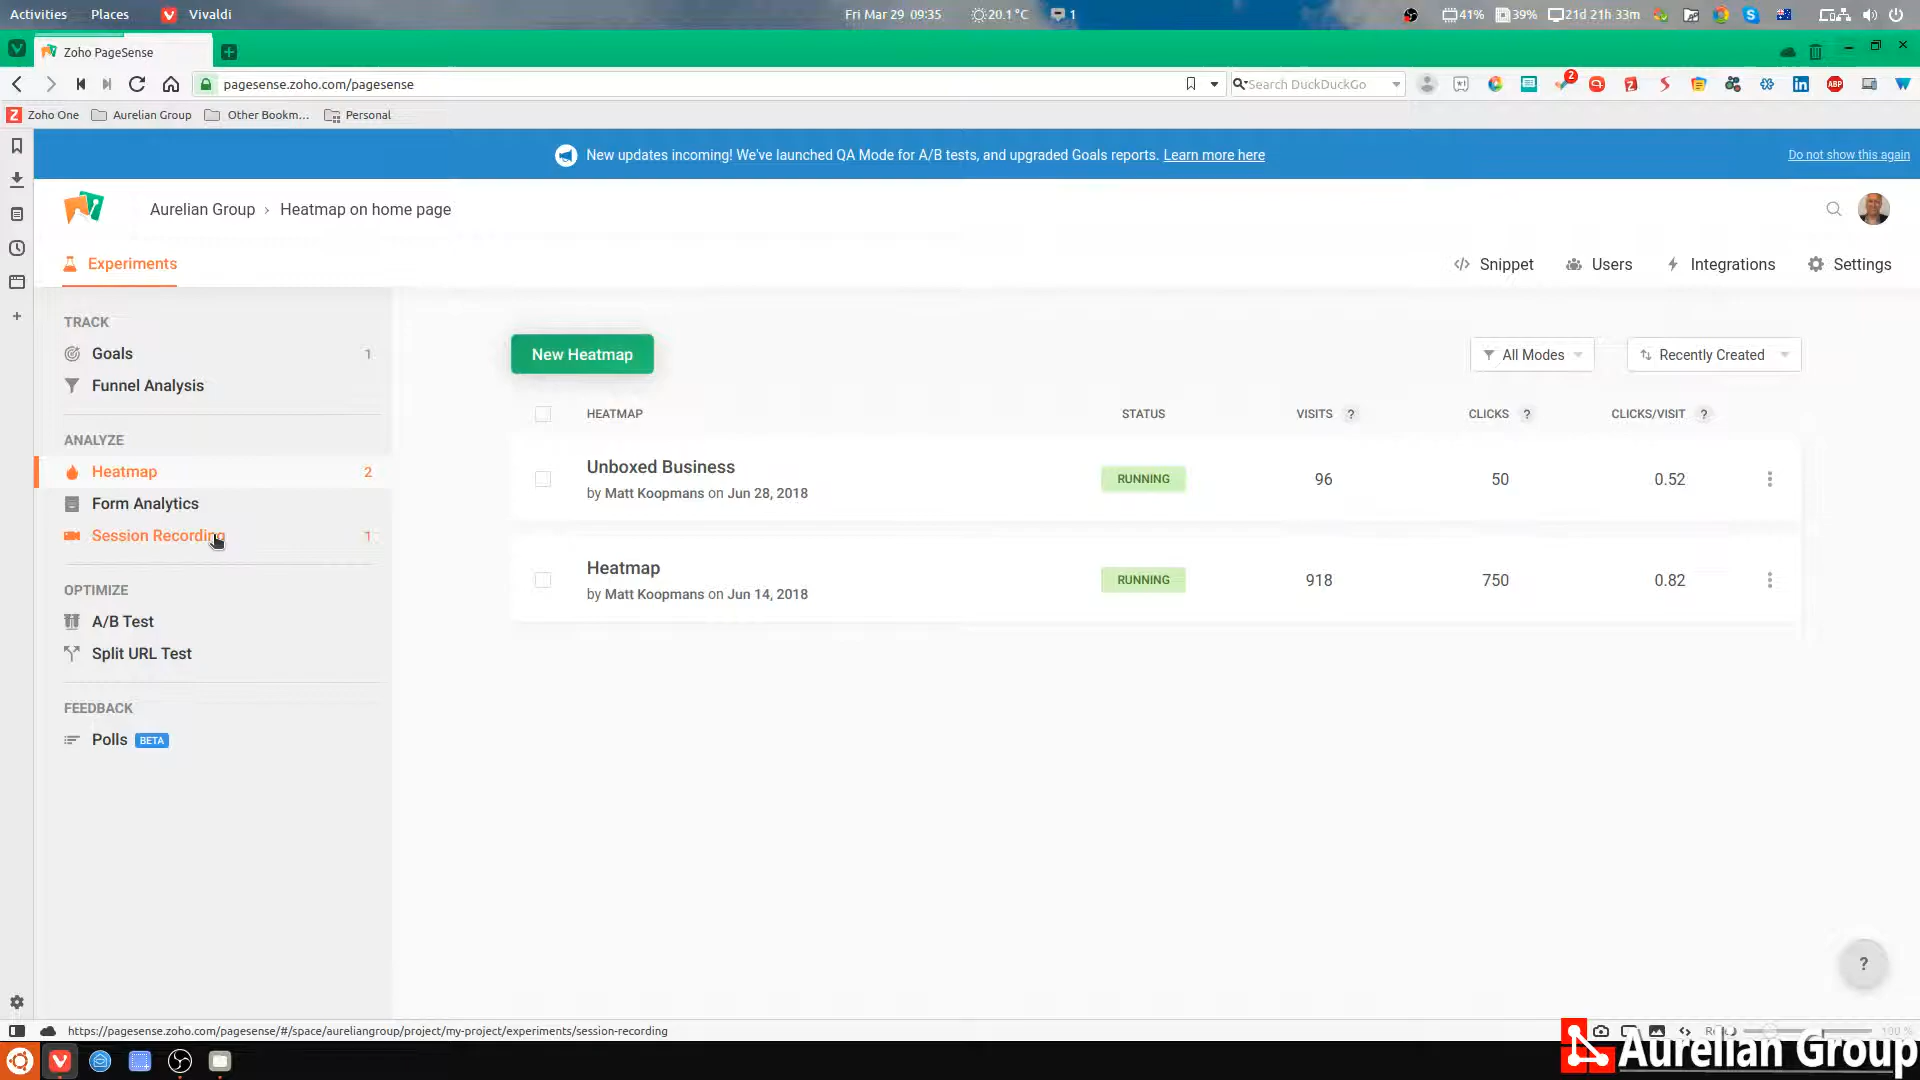 Activities Places Vivaldi Fri Mar 29 09:35 20.1°C 1 41% 39% 21d 21h 33m
Zoho PageSense
pagesense.zoho.com/pagesense Search DuckDuckGo 2
Zoho One Aurelian Group Other Bookm... Personal
New updates incoming! We've launched QA Mode for A/B tests, and upgraded Goals reports. Learn more here Do not show this again
Aurelian Group › Heatmap on home page
Experiments Snippet Users Integrations Settings
TRACK
Goals 1
Funnel Analysis
ANALYZE
Heatmap 2
Form Analytics
Session Recording 1
OPTIMIZE
A/B Test
Split URL Test
FEEDBACK
Polls BETA
New Heatmap All Modes Recently Created
HEATMAP STATUS VISITS ? CLICKS ? CLICKS/VISIT ?
Unboxed Business
by Matt Koopmans on Jun 28, 2018
RUNNING 96 50 0.52
Heatmap
by Matt Koopmans on Jun 14, 2018
RUNNING 918 750 0.82
?
https://pagesense.zoho.com/pagesense/#/space/aureliangroup/project/my-project/experiments/session-recording
100 %
Aurelian Group